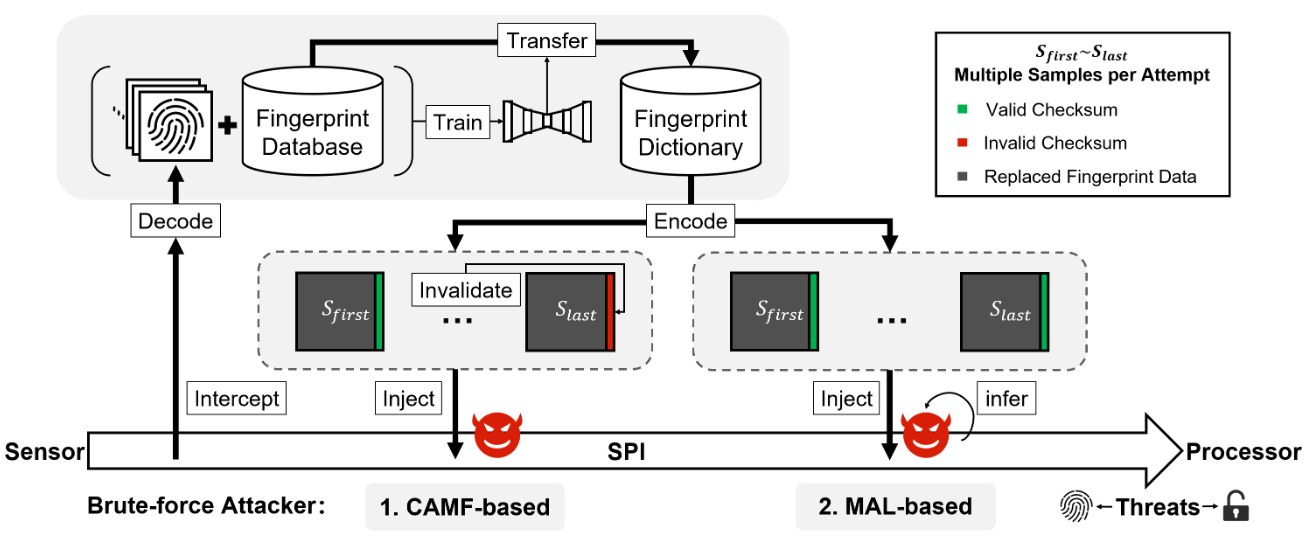 Transfer
Fingerprint
Database
Train
Fingerprint
Dictionary
S_first~S_last
Multiple Samples per Attempt
Valid Checksum
Invalid Checksum
Replaced Fingerprint Data
Decode
Encode
S_first
Invalidate
...
S_last
S_first
...
S_last
Intercept
Inject
Inject
infer
Sensor
SPI
Processor
Brute-force Attacker:
1. CAMF-based
2. MAL-based
←Threats→